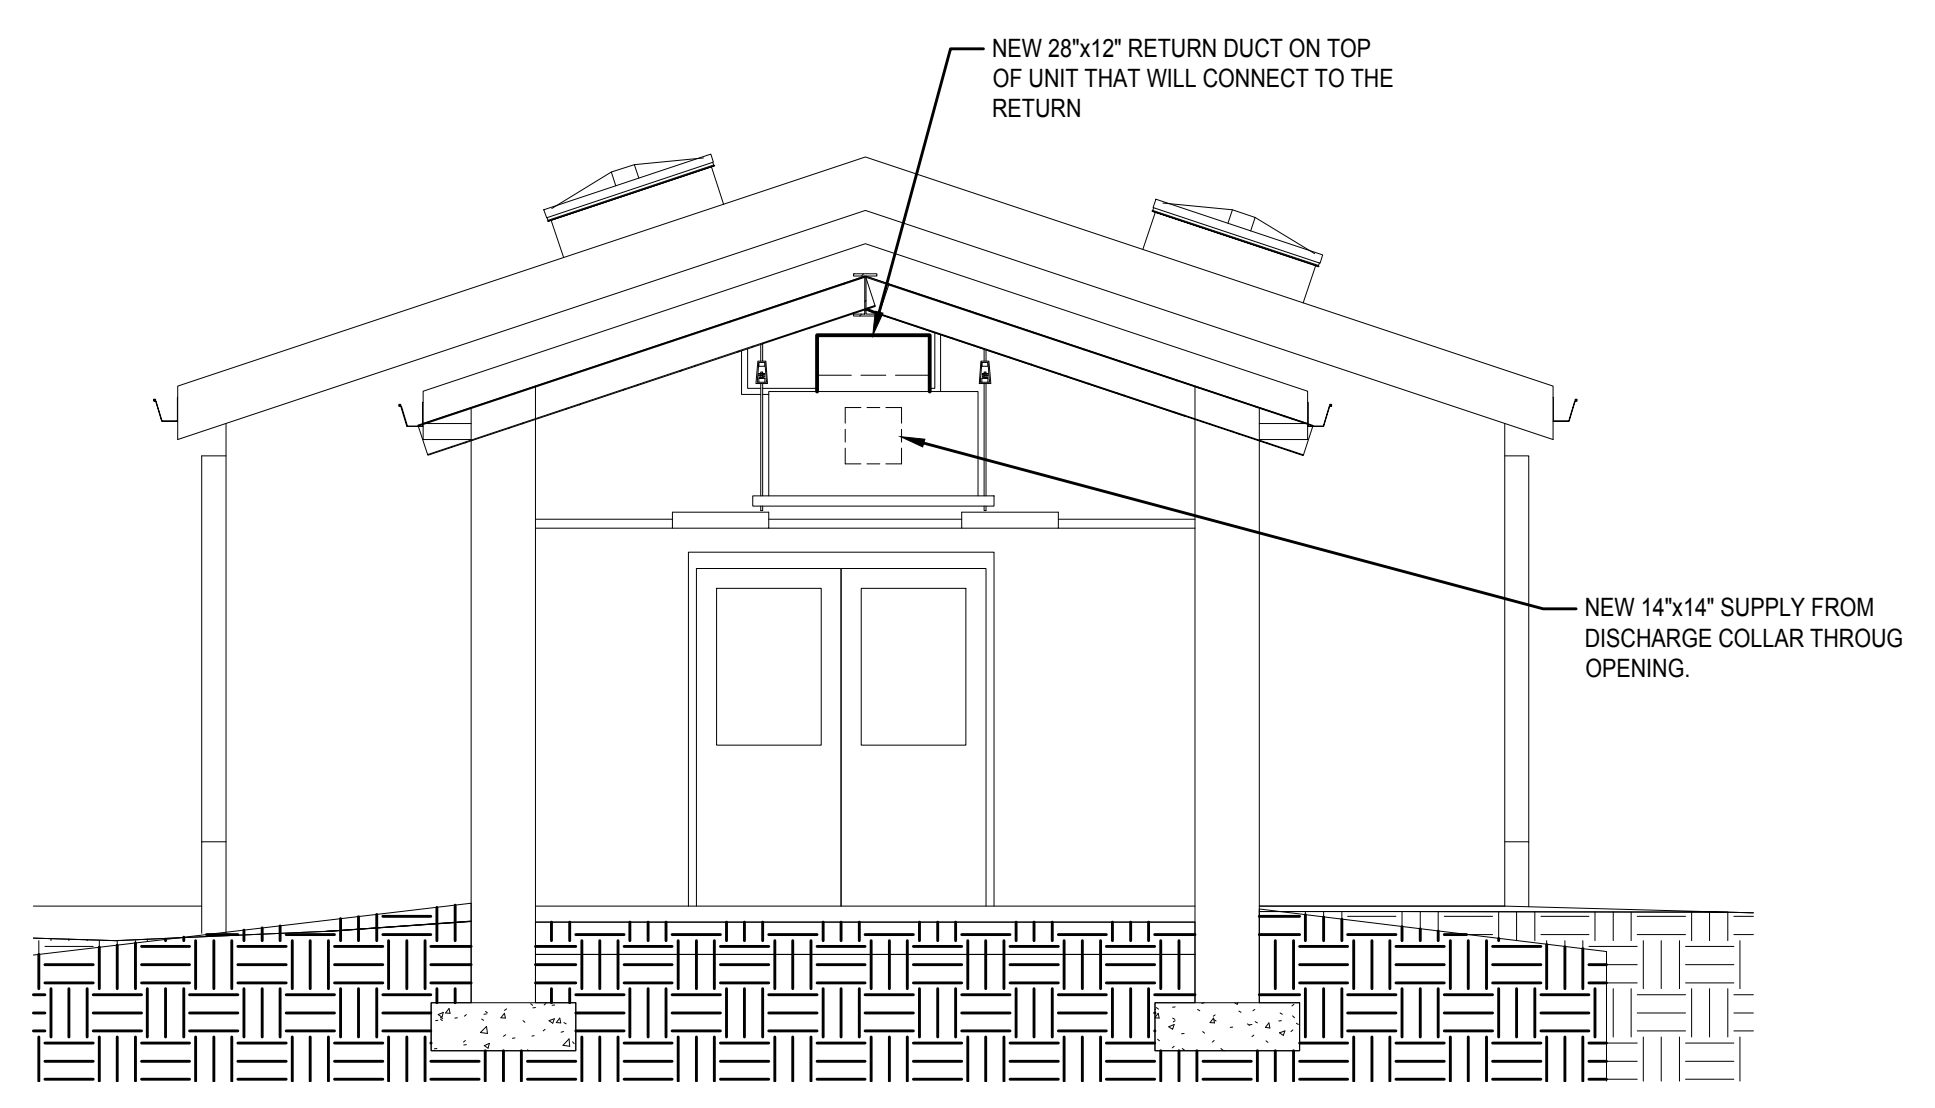 NEW 28"x12" RETURN DUCT ON TOP
OF UNIT THAT WILL CONNECT TO THE
RETURN
NEW 14"x14" SUPPLY FROM
DISCHARGE COLLAR THROUG
OPENING.